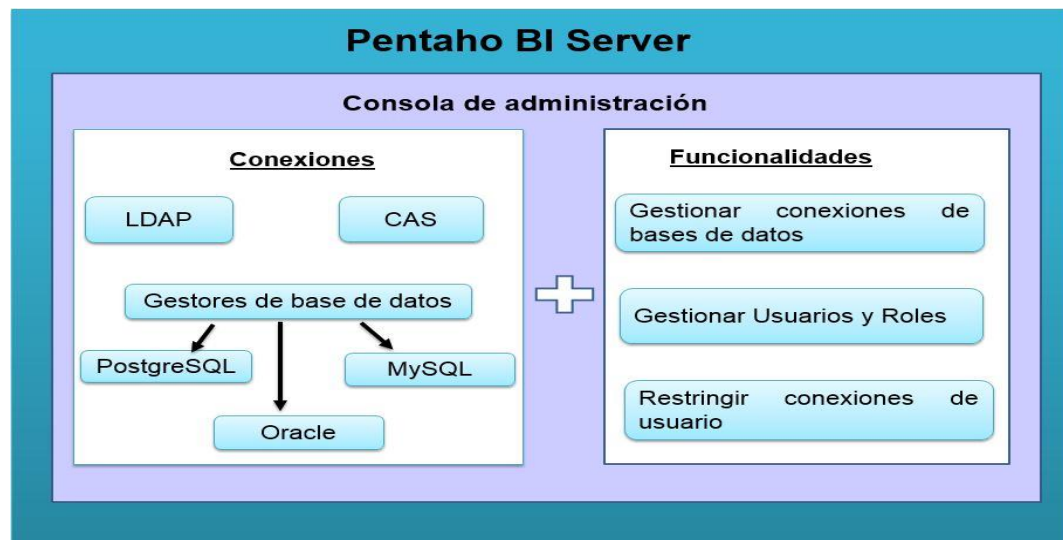 Pentaho BI Server
Consola de administración
Conexiones
LDAP
CAS
Gestores de base de datos
PostgreSQL
MySQL
Oracle
Funcionalidades
Gestionar conexiones de
bases de datos
Gestionar Usuarios y Roles
Restringir conexiones de
usuario